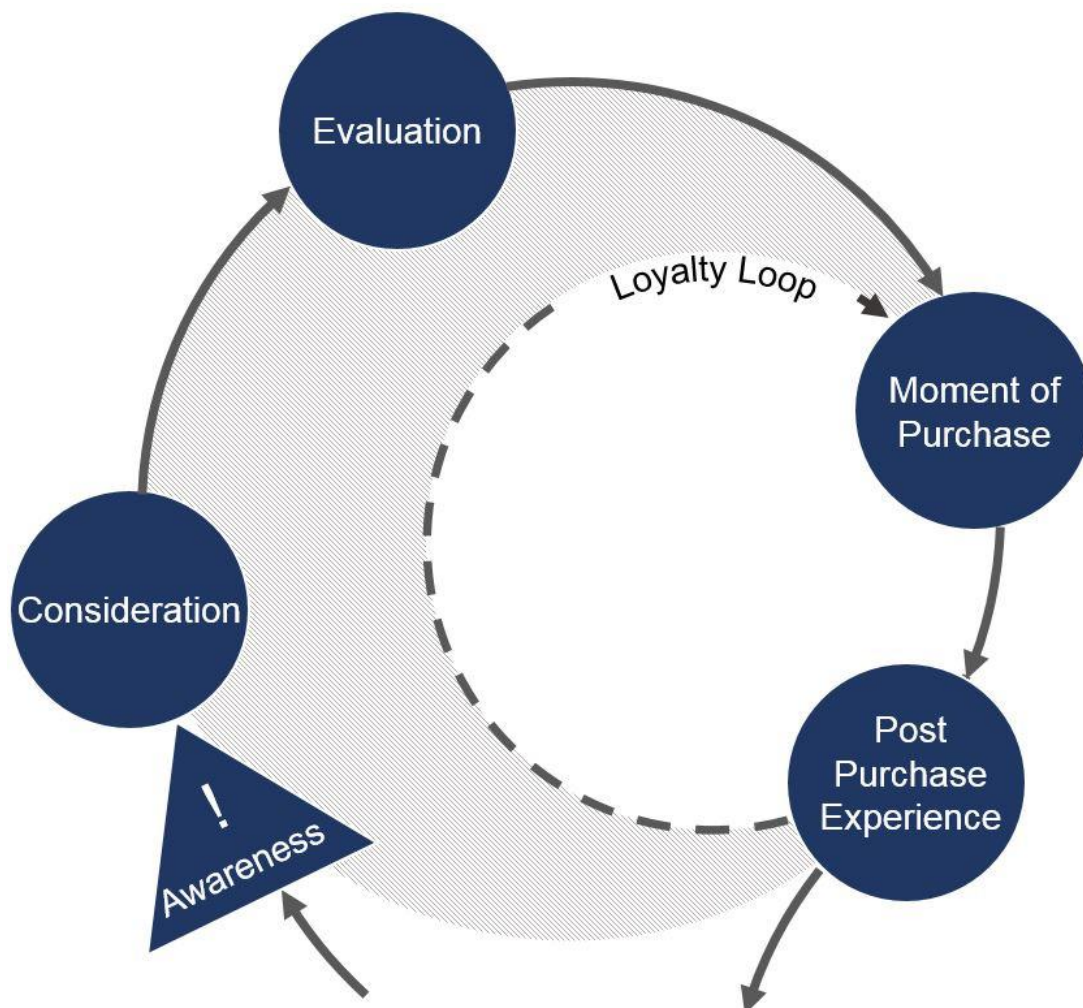 Evaluation
Loyalty Loop
Moment of
Purchase
Consideration
Post
Purchase
Experience
!
Awareness